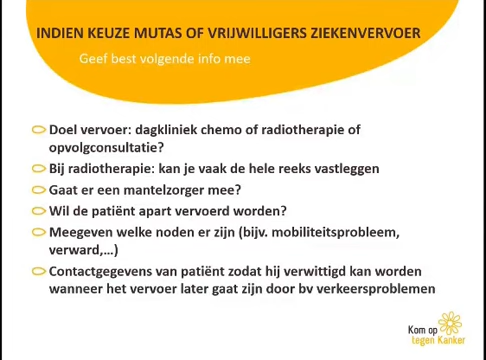 INDIEN KEUZE MUTAS OF VRIJWILLIGERS ZIEKENVERVOER
Geef best volgende info mee
Doel vervoer: dagkliniek chemo of radiotherapie of
opvolgconsultatie?
Bij radiotherapie: kan je vaak de hele reeks vastleggen
Gaat er een mantelzorger mee?
Wil de patiënt apart vervoerd worden?
Meegeven welke noden er zijn (bijv. mobiliteitsprobleem,
verward,...)
Contactgegevens van patiënt zodat hij verwittigd kan worden
wanneer het vervoer later gaat zijn door bv verkeersproblemen
Kom op
tegen Kanker